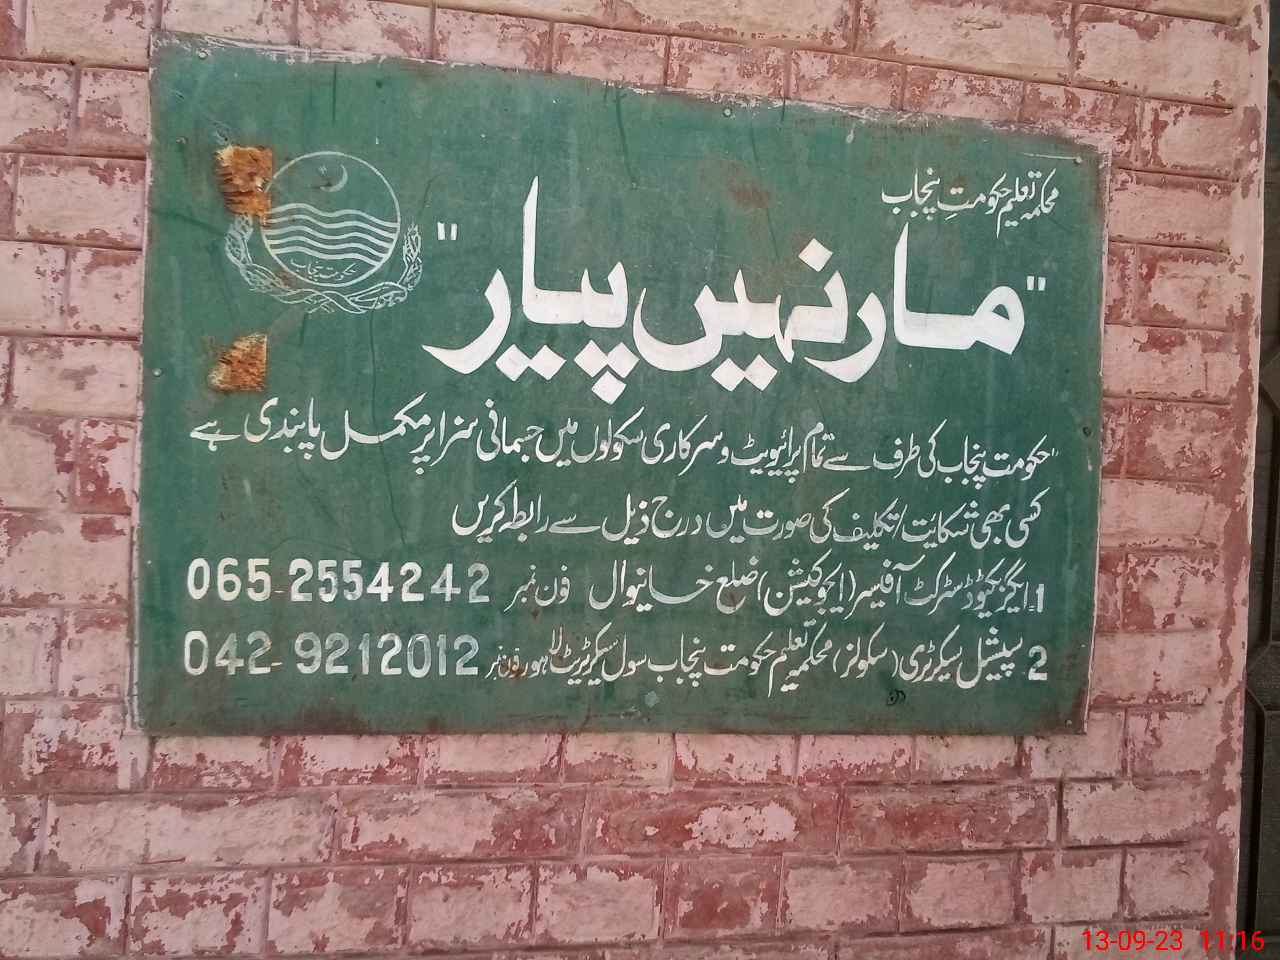 محکمہ تعلیم حکومتِ پنجاب
حکومت پنجاب
"مار نہیں پیار"
"حکومت پنجاب کی طرف سے تمام پرائیویٹ و سرکاری سکولوں میں جسمانی سزا پر مکمل پابندی ہے
کسی بھی شکایت/تکلیف کی صورت میں درج ذیل سے رابطہ کریں
1۔ ایگزیکٹو ڈسٹرکٹ آفیسر (ایجوکیشن) ضلع خانیوال فون نمبر 065-2554242
2 سپیشل سیکرٹری (سکولز) محکمہ تعلیم حکومت پنجاب سول سیکرٹریٹ لاہور فون نمبر 042-9212012
13-09-23 11:16